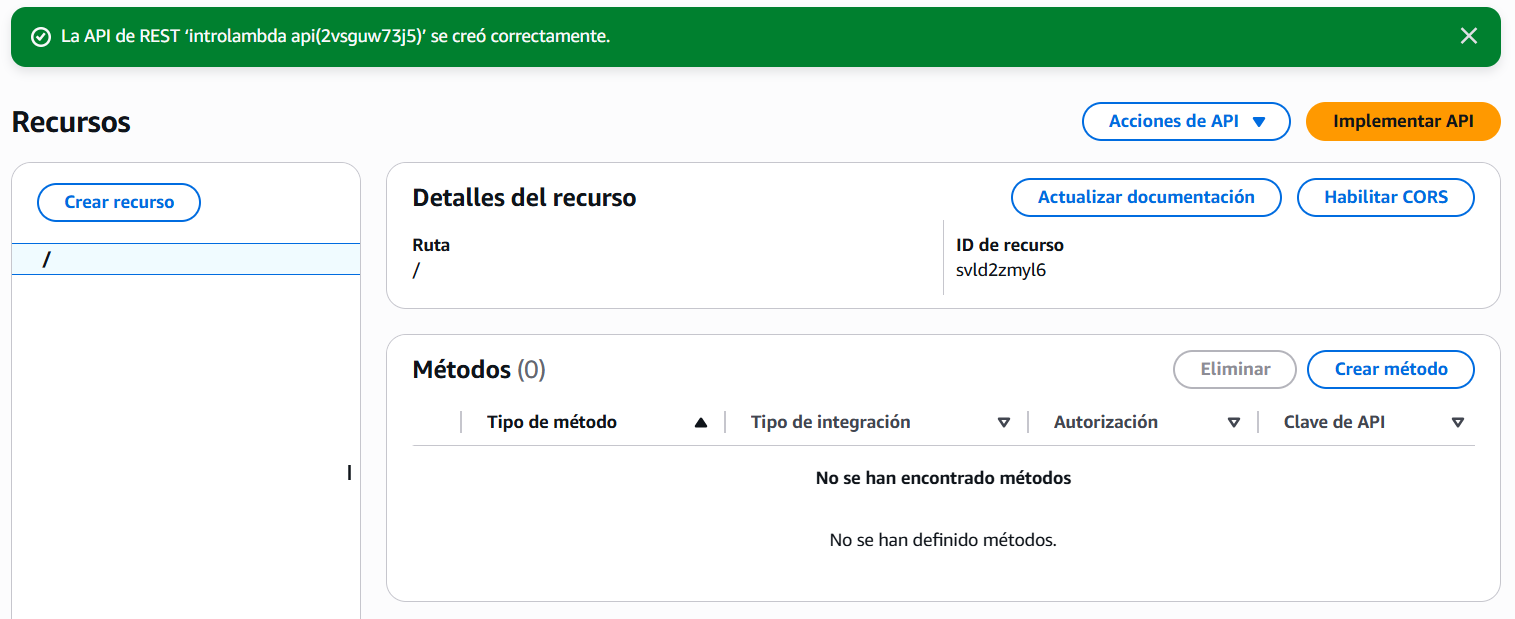 La API de REST ‘introlambda api(2vsguw73j5)’ se creó correctamente.
Recursos
Acciones de API
Implementar API
Crear recurso
/
Detalles del recurso
Actualizar documentación
Habilitar CORS
Ruta
/
ID de recurso
svld2zmyl6
Métodos (0)
Eliminar
Crear método
Tipo de método
Tipo de integración
Autorización
Clave de API
No se han encontrado métodos
No se han definido métodos.